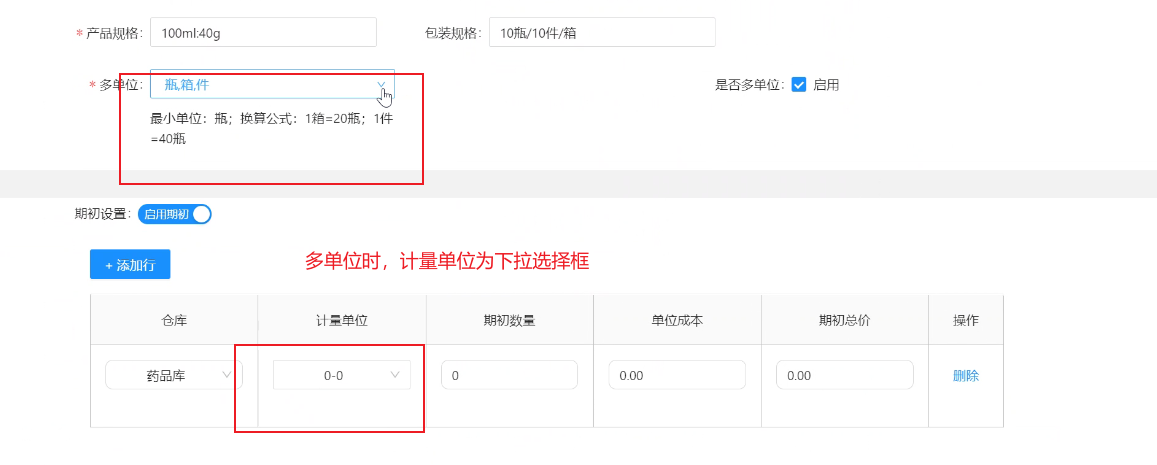 * 产品规格: 100ml:40g 包装规格: 10瓶/10件/箱
* 多单位: 瓶,箱,件 是否多单位: 启用
最小单位: 瓶; 换算公式: 1箱=20瓶; 1件
=40瓶
期初设置: 启用期初
+ 添加行
多单位时，计量单位为下拉选择框
仓库 计量单位 期初数量 单位成本 期初总价 操作
药品库 0-0 0 0.00 0.00 删除